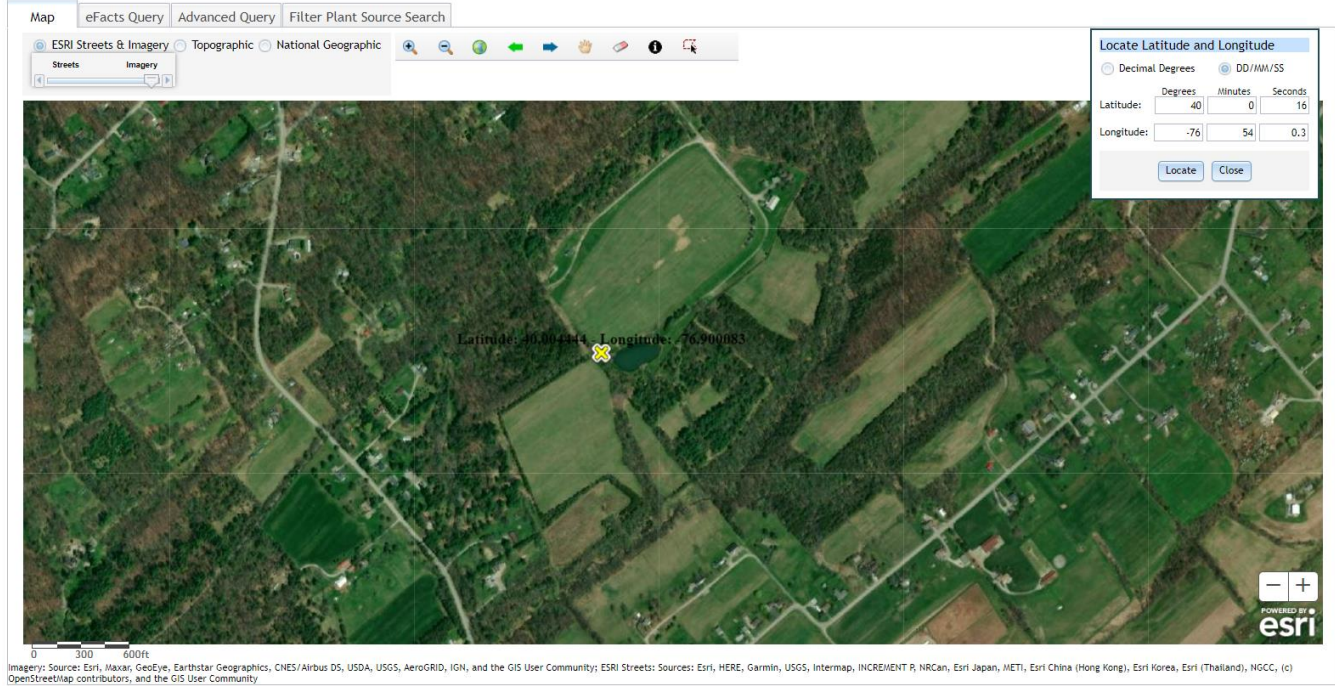 Map eFacts Query Advanced Query Filter Plant Source Search
ESRI Streets & Imagery Topographic National Geographic
Streets Imagery
Locate Latitude and Longitude
Decimal Degrees DD/MM/SS
Degrees Minutes Seconds
Latitude: 40 0 16
Longitude: -76 54 0.3
Locate Close
Latitude: 40.004444 , Longitude: -76.900083
− +
POWERED BY
esri
0 300 600ft
Imagery: Source: Esri, Maxar, GeoEye, Earthstar Geographics, CNES/Airbus DS, USDA, USGS, AeroGRID, IGN, and the GIS User Community; ESRI Streets: Sources: Esri, HERE, Garmin, USGS, Intermap, INCREMENT P, NRCan, Esri Japan, METI, Esri China (Hong Kong), Esri Korea, Esri (Thailand), NGCC, (c)
OpenStreetMap contributors, and the GIS User Community